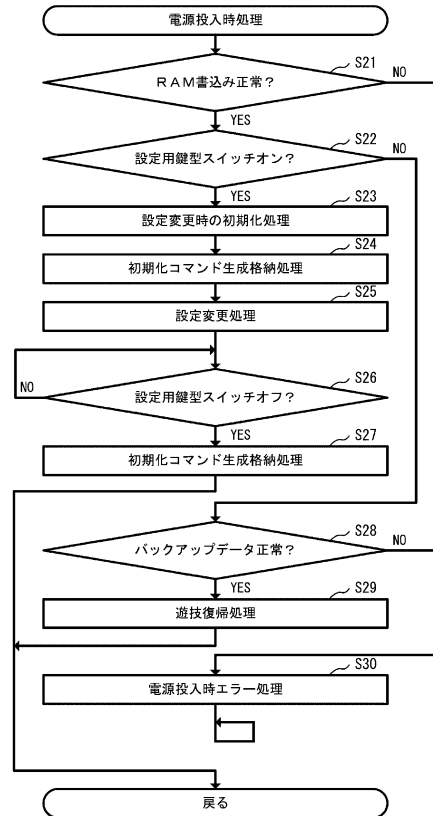 電源投入時処理
S21
RAM書込み正常?
NO
YES
S22
設定用鍵型スイッチオン?
NO
YES
S23
設定変更時の初期化処理
S24
初期化コマンド生成格納処理
S25
設定変更処理
S26
設定用鍵型スイッチオフ?
NO
YES
S27
初期化コマンド生成格納処理
S28
バックアップデータ正常?
NO
YES
S29
遊技復帰処理
S30
電源投入時エラー処理
戻る